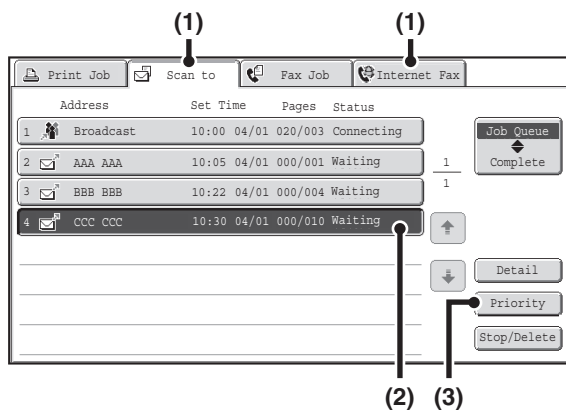 (1) (1)
Print Job Scan to Fax Job Internet Fax
Address Set Time Pages Status
1 Broadcast 10:00 04/01 020/003 Connecting
Job Queue
Complete
2 AAA AAA 10:05 04/01 000/001 Waiting
1
1
3 BBB BBB 10:22 04/01 000/004 Waiting
4 CCC CCC 10:30 04/01 000/010 Waiting
Detail
Priority
Stop/Delete
(2) (3)